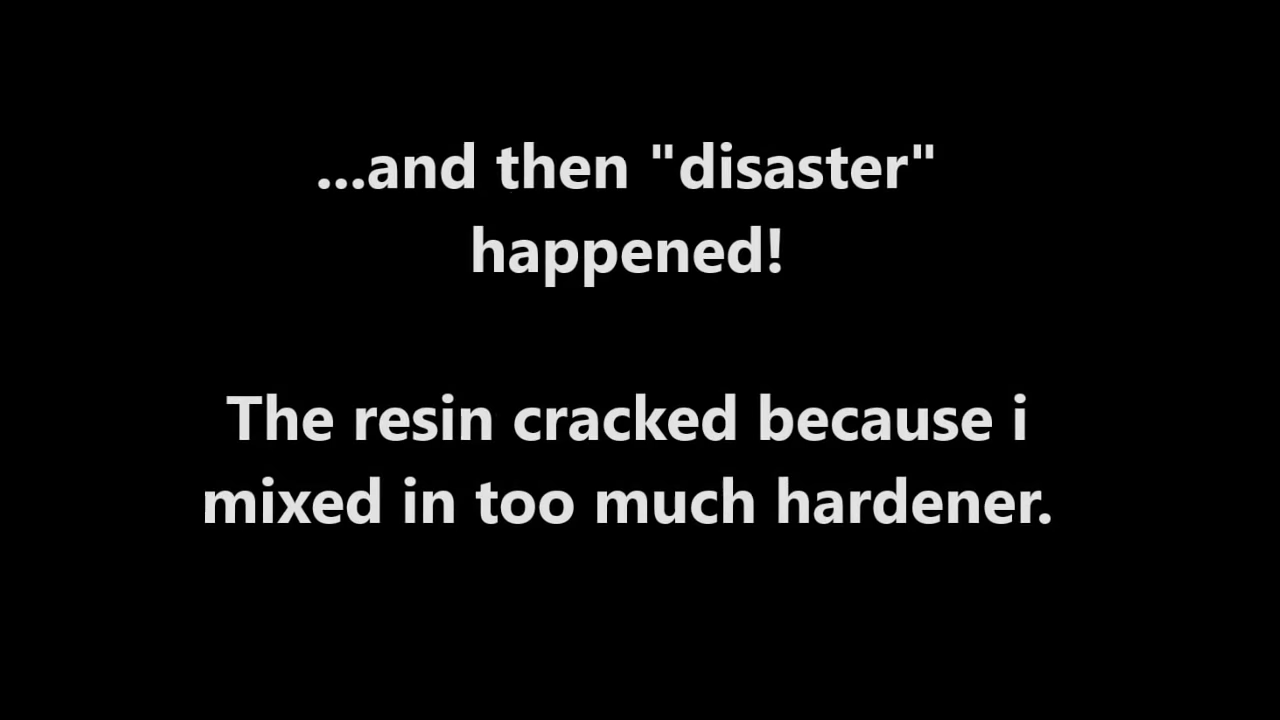 ...and then "disaster"
happened!
The resin cracked because i
mixed in too much hardener.